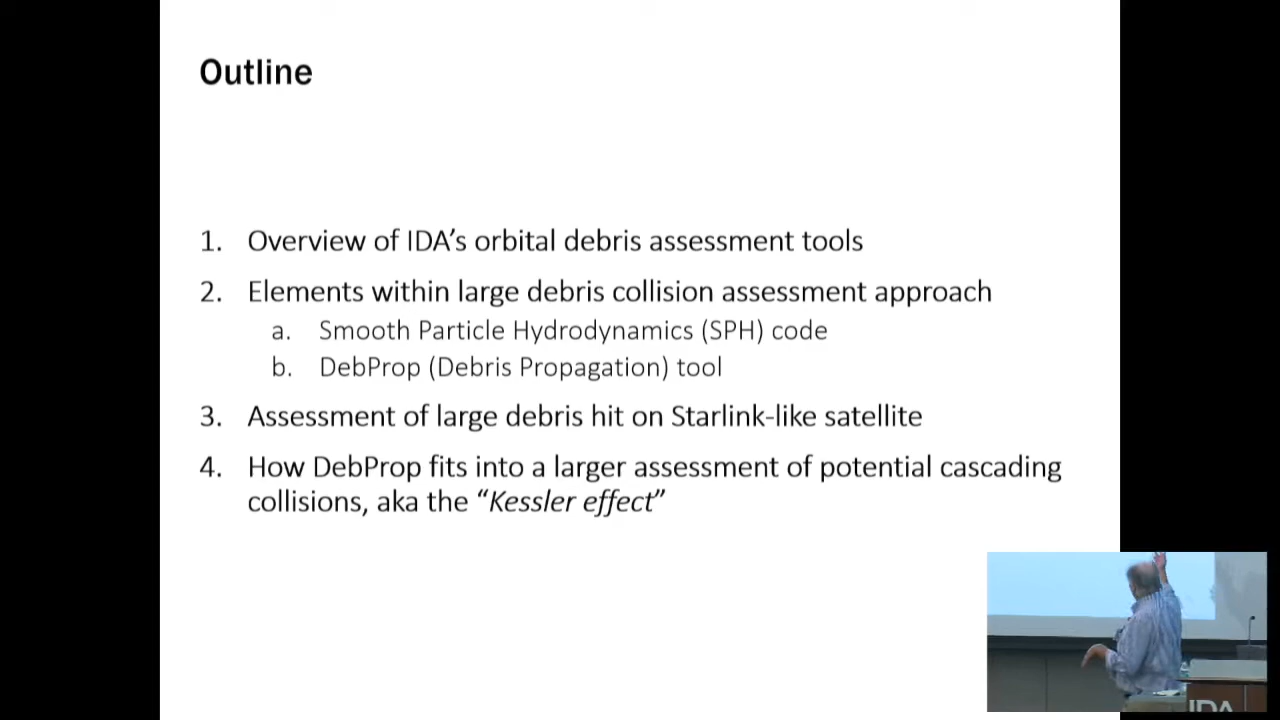 Outline
1. Overview of IDA’s orbital debris assessment tools
2. Elements within large debris collision assessment approach
a. Smooth Particle Hydrodynamics (SPH) code
b. DebProp (Debris Propagation) tool
3. Assessment of large debris hit on Starlink-like satellite
4. How DebProp fits into a larger assessment of potential cascading
collisions, aka the “Kessler effect”
IDA